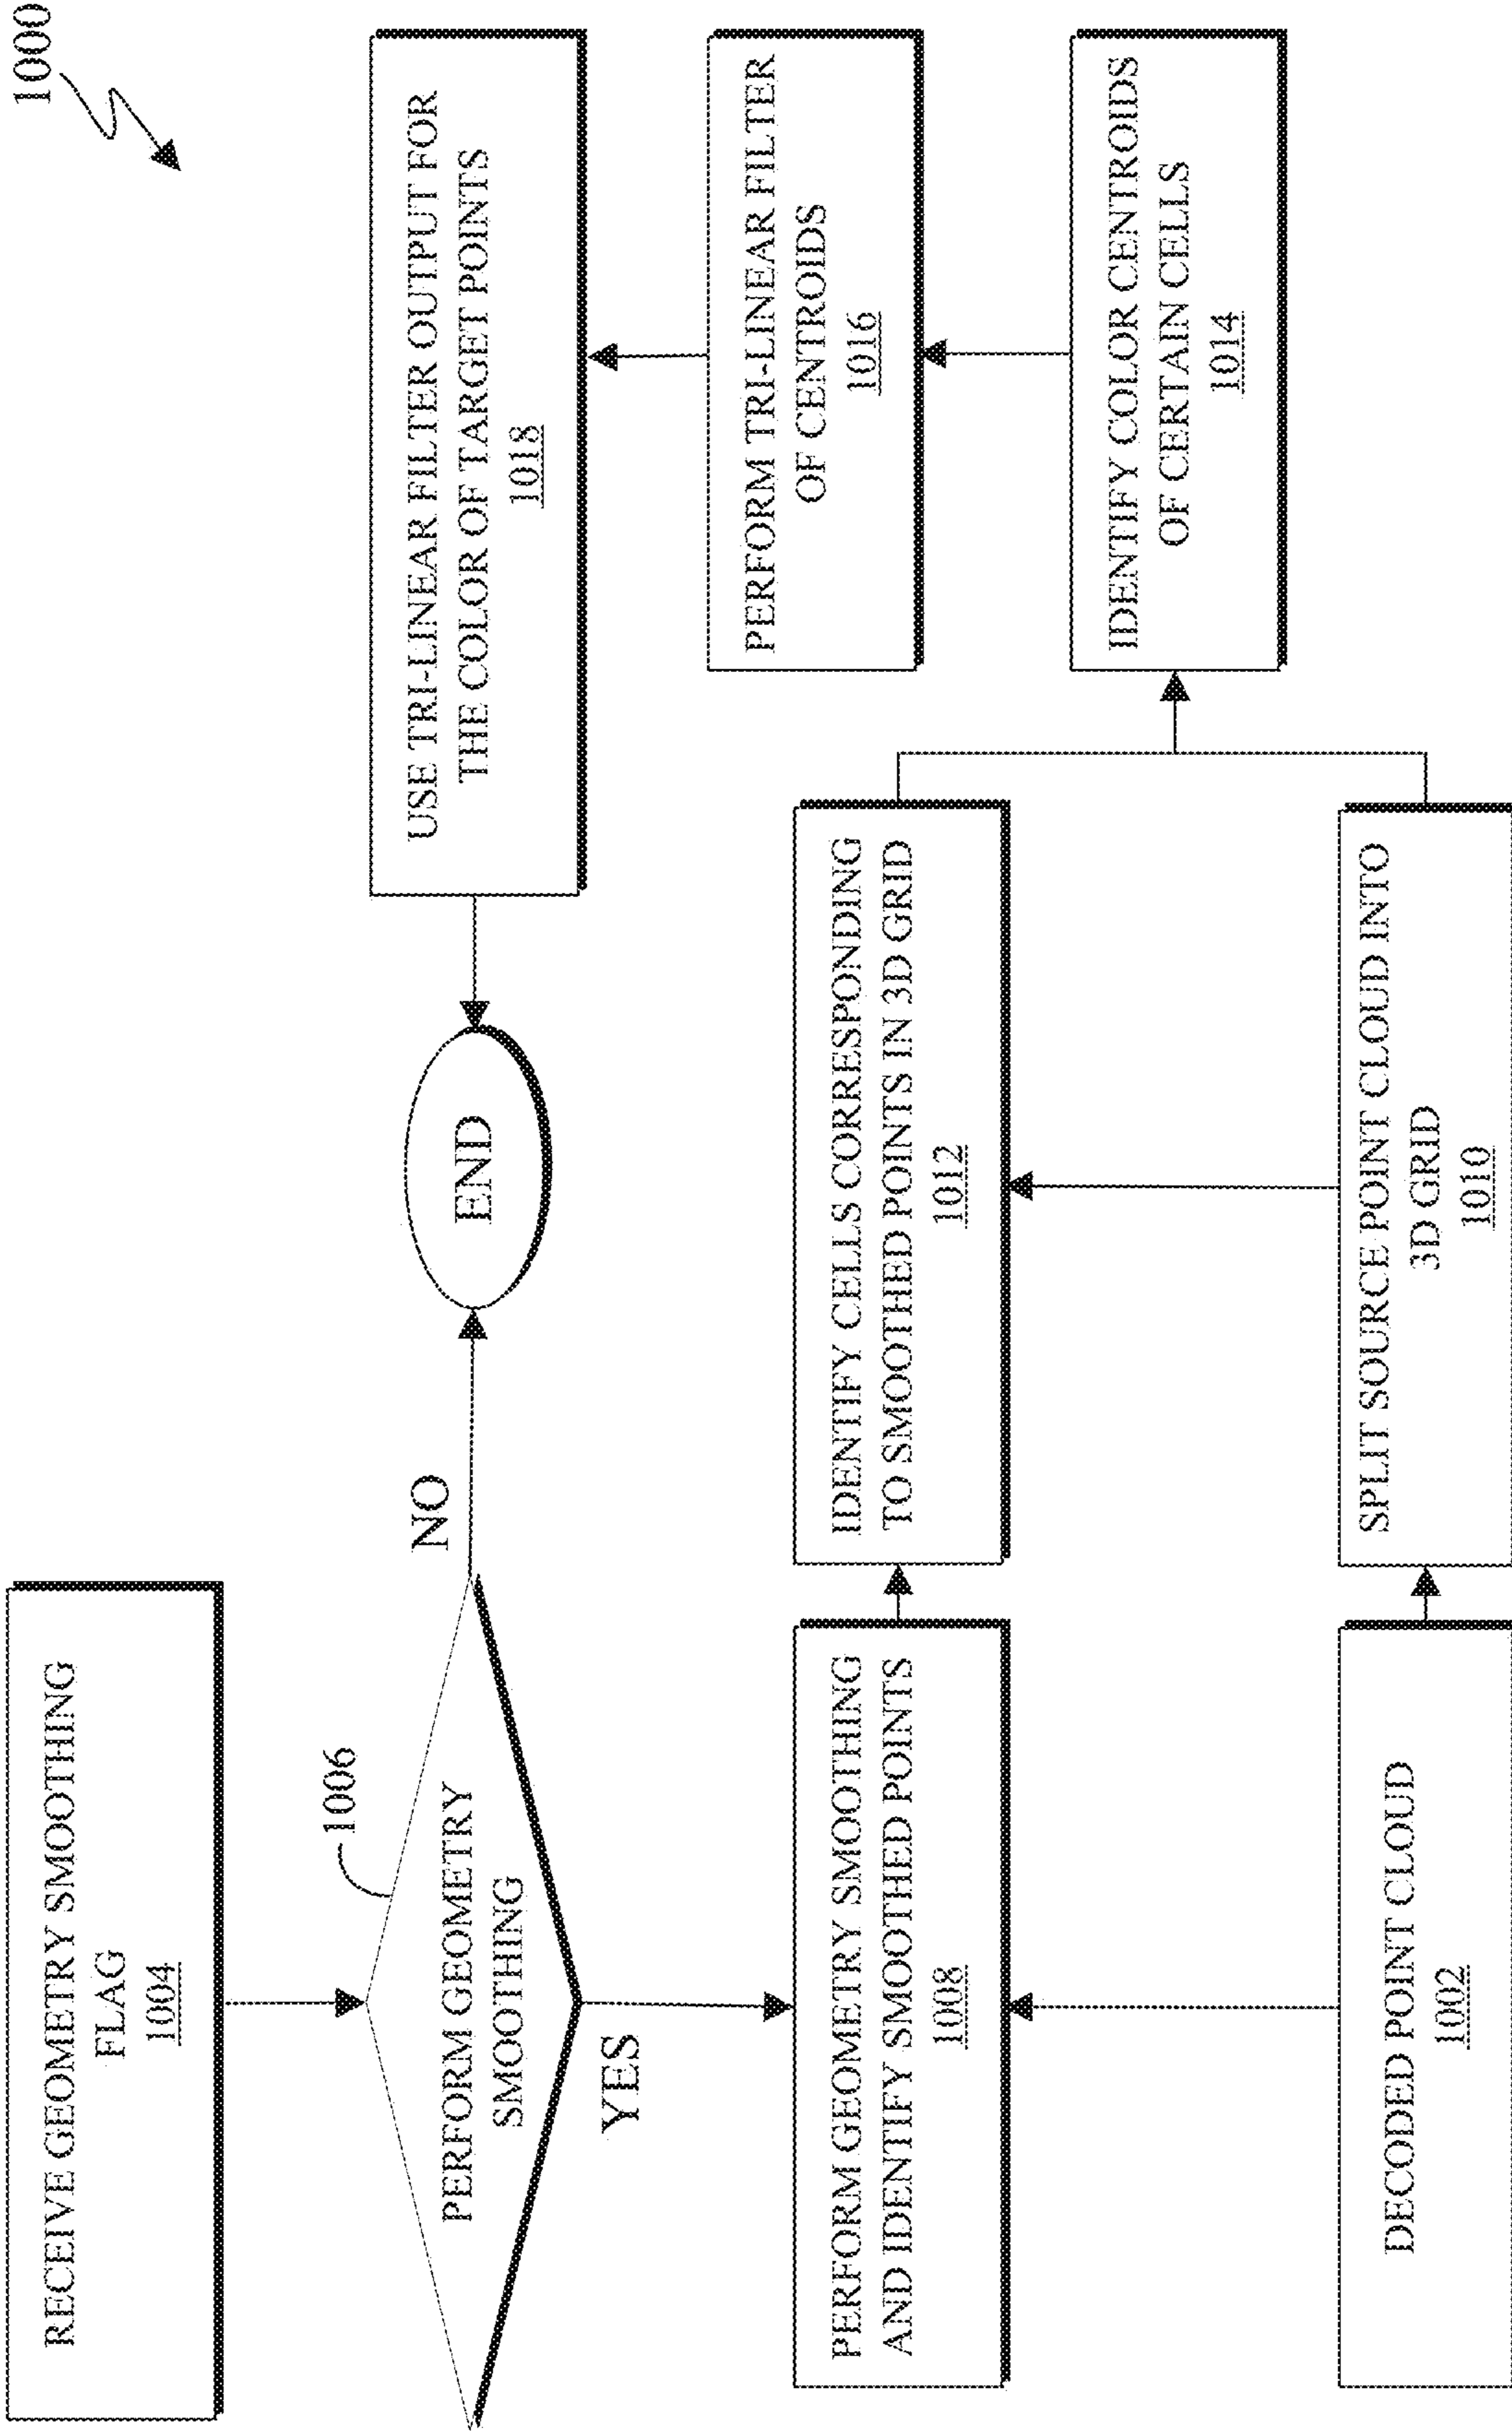 1000
RECEIVE GEOMETRY SMOOTHING
FLAG
1004
1006
PERFORM GEOMETRY
SMOOTHING
NO
YES
END
USE TRI-LINEAR FILTER OUTPUT FOR
THE COLOR OF TARGET POINTS
1018
PERFORM GEOMETRY SMOOTHING
AND IDENTIFY SMOOTHED POINTS
1008
IDENTIFY CELLS CORRESPONDING
TO SMOOTHED POINTS IN 3D GRID
1012
PERFORM TRI-LINEAR FILTER
OF CENTROIDS
1016
DECODED POINT CLOUD
1002
SPLIT SOURCE POINT CLOUD INTO
3D GRID
1010
IDENTIFY COLOR CENTROIDS
OF CERTAIN CELLS
1014